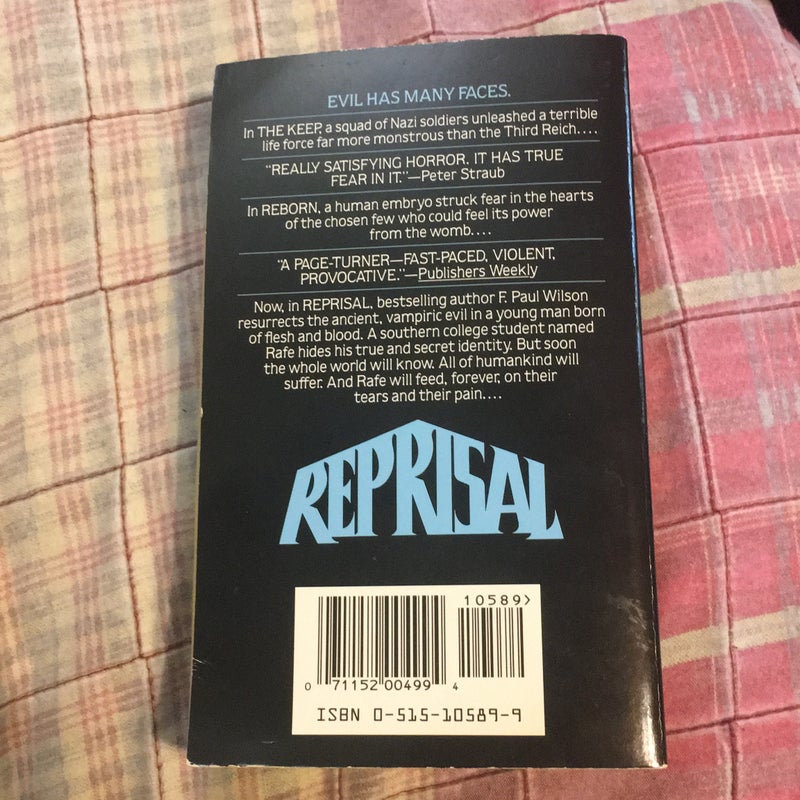 EVIL HAS MANY FACES.
In THE KEEP, a squad of Nazi soldiers unleashed a terrible
life force far more monstrous than the Third Reich....
“REALLY SATISFYING HORROR. IT HAS TRUE
FEAR IN IT.”—Peter Straub
In REBORN, a human embryo struck fear in the hearts
of the chosen few who could feel its power
from the womb....
“A PAGE-TURNER—FAST-PACED, VIOLENT,
PROVOCATIVE.”—Publishers Weekly
Now, in REPRISAL, bestselling author F. Paul Wilson
resurrects the ancient, vampiric evil in a young man born
of flesh and blood. A southern college student named
Rafe hides his true and secret identity. But soon
the whole world will know. All of humankind will
suffer. And Rafe will feed, forever, on their
tears and their pain....
REPRISAL
10589>
0 71152 00499 4
ISBN 0-515-10589-9